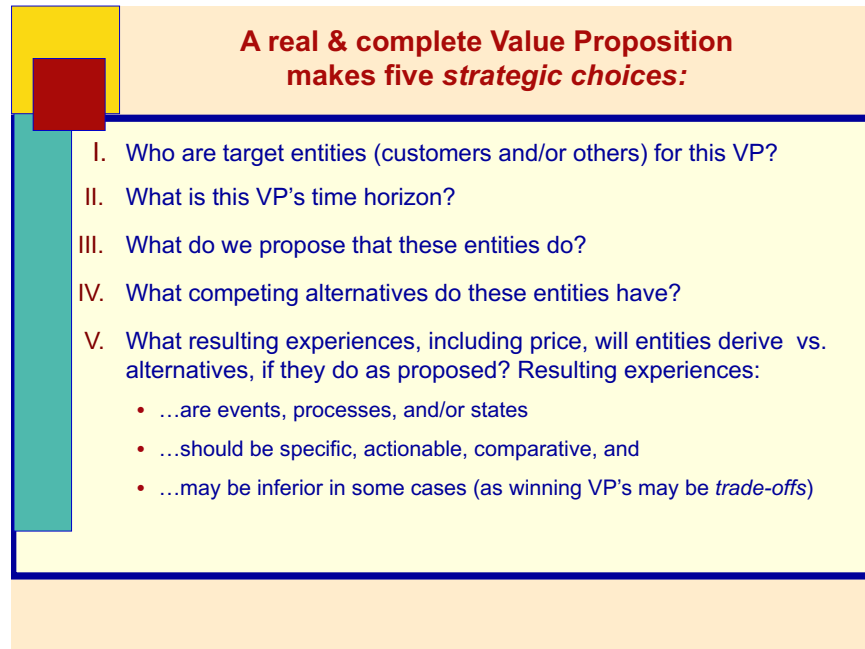 A real & complete Value Proposition
makes five strategic choices:
I. Who are target entities (customers and/or others) for this VP?
II. What is this VP's time horizon?
III. What do we propose that these entities do?
IV. What competing alternatives do these entities have?
V. What resulting experiences, including price, will entities derive  vs.
alternatives, if they do as proposed? Resulting experiences:
• …are events, processes, and/or states
• …should be specific, actionable, comparative, and
• …may be inferior in some cases (as winning VP's may be trade-offs)